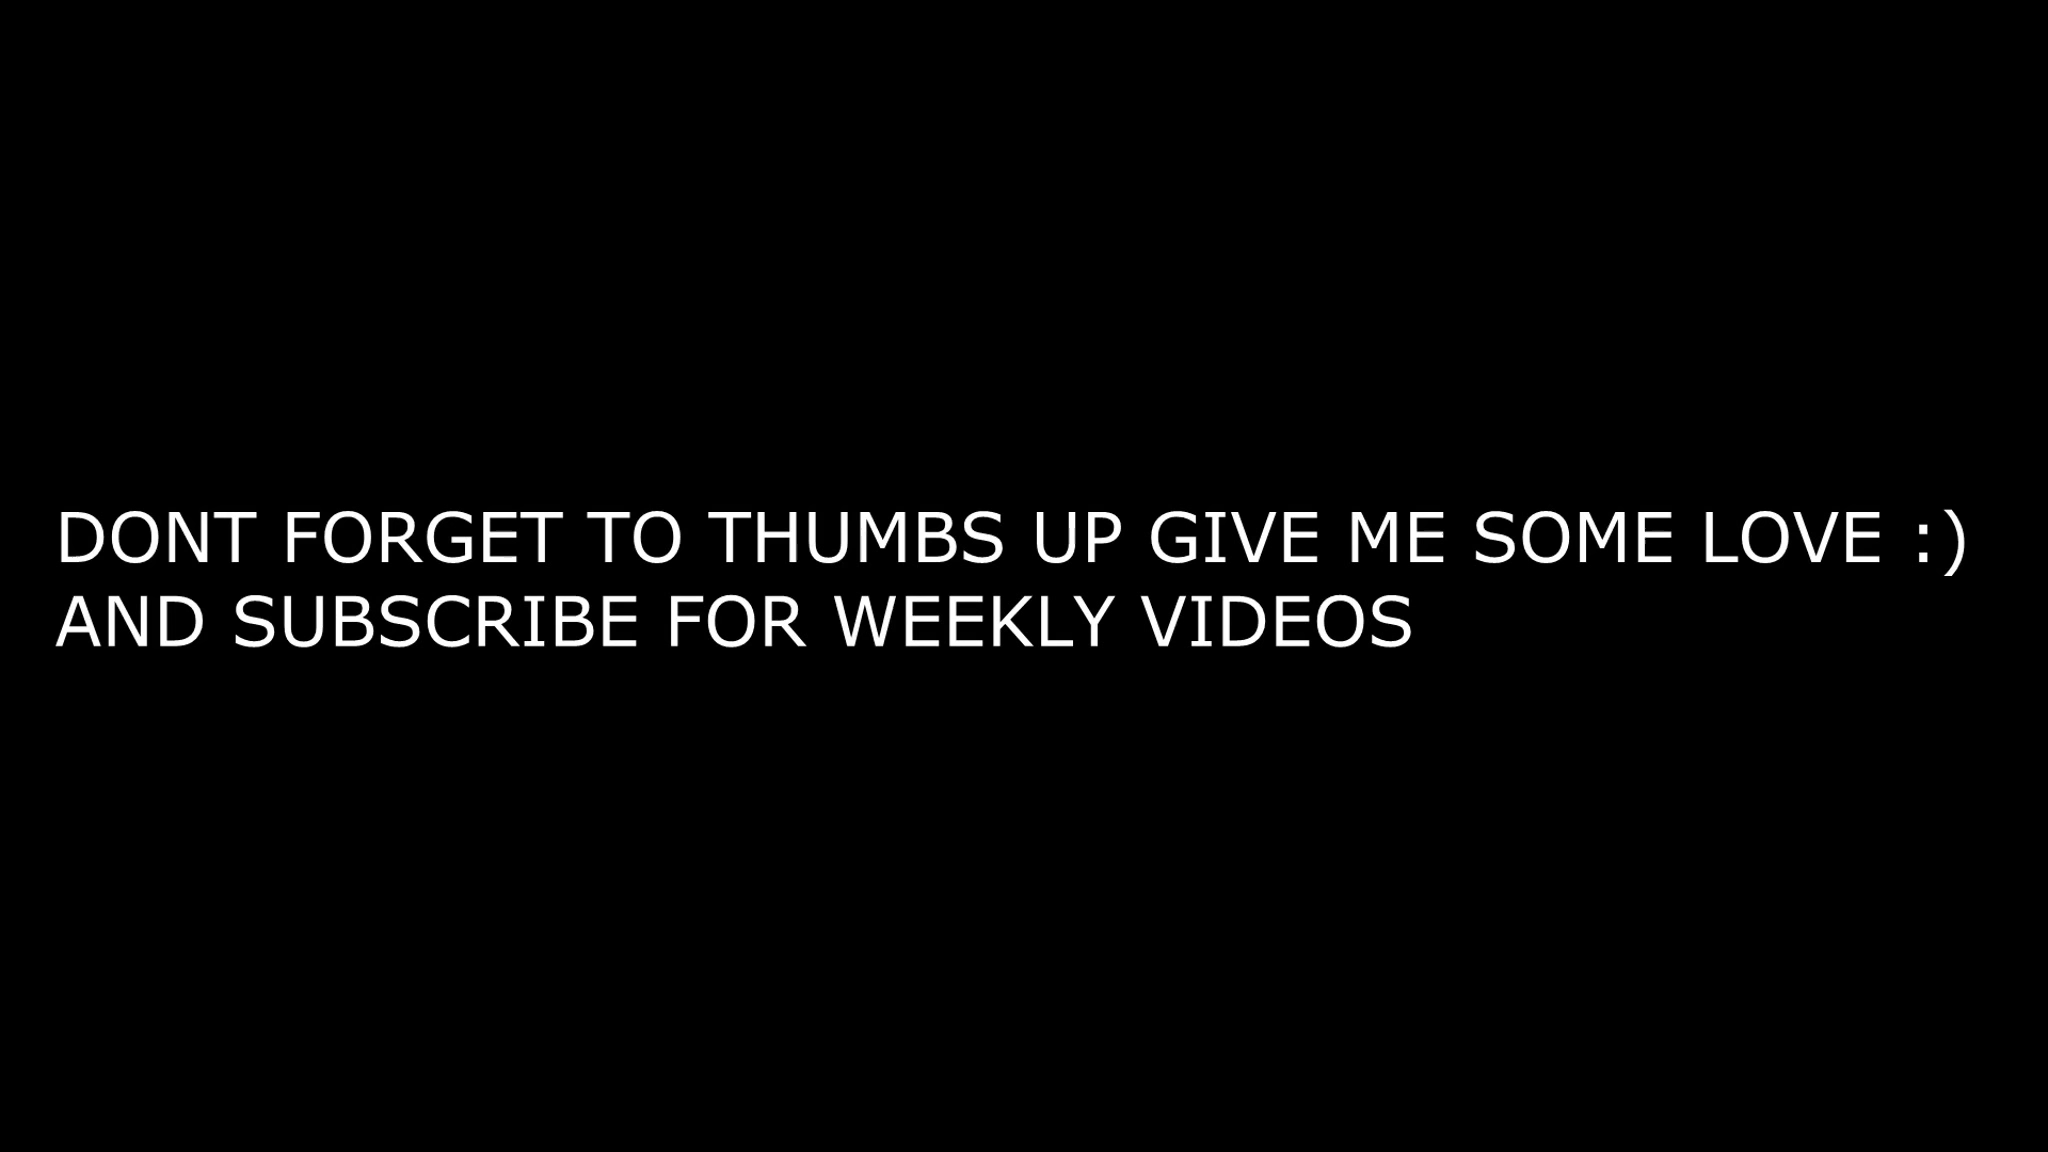 DONT FORGET TO THUMBS UP GIVE ME SOME LOVE :)
AND SUBSCRIBE FOR WEEKLY VIDEOS